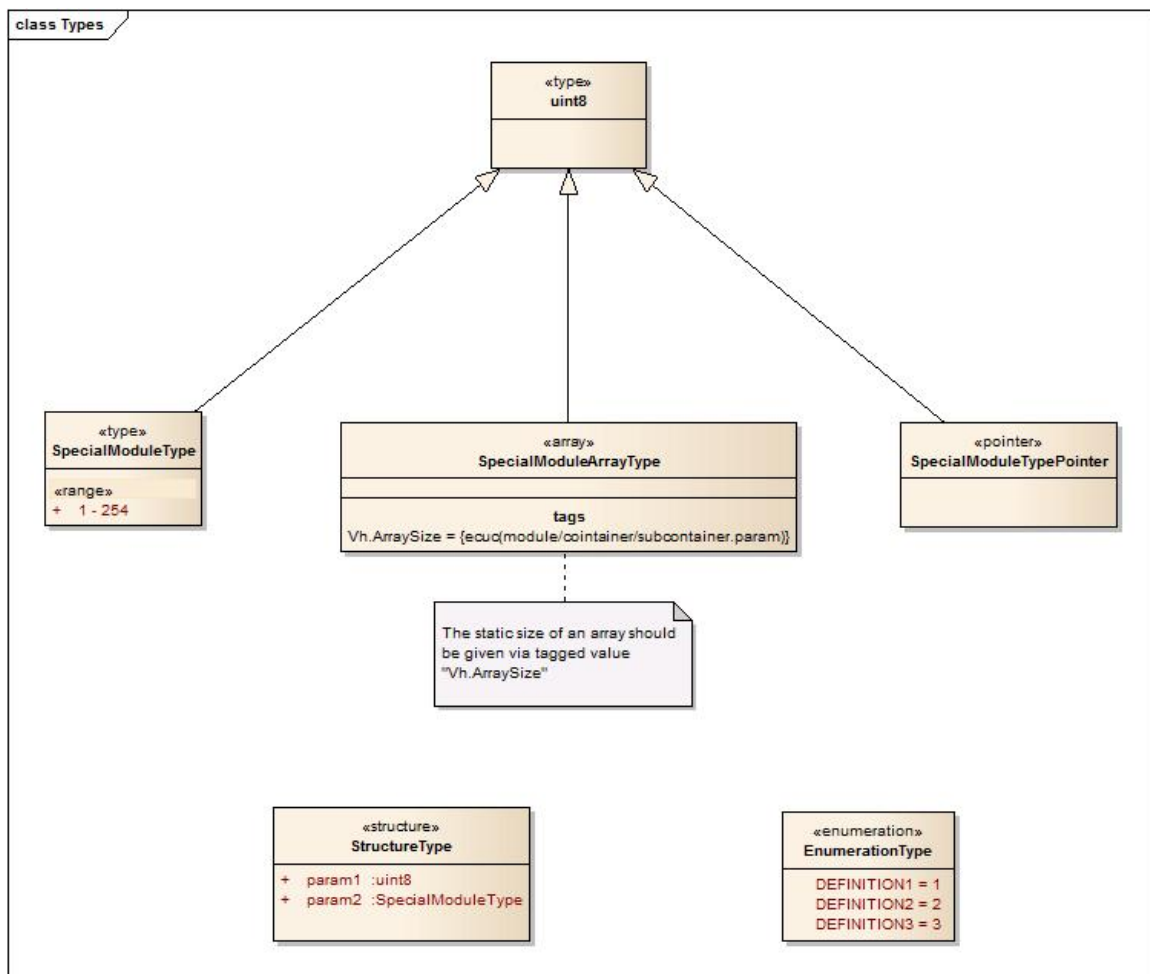 class Types
«type»
uint8
«type»
SpecialModuleType
«range»
+ 1 - 254
«array»
SpecialModuleArrayType
tags
Vh.ArraySize = {ecuc(module/cointainer/subcontainer.param)}
«pointer»
SpecialModuleTypePointer
The static size of an array should
be given via tagged value
"Vh.ArraySize"
«structure»
StructureType
+ param1 :uint8
+ param2 :SpecialModuleType
«enumeration»
EnumerationType
DEFINITION1 = 1
DEFINITION2 = 2
DEFINITION3 = 3